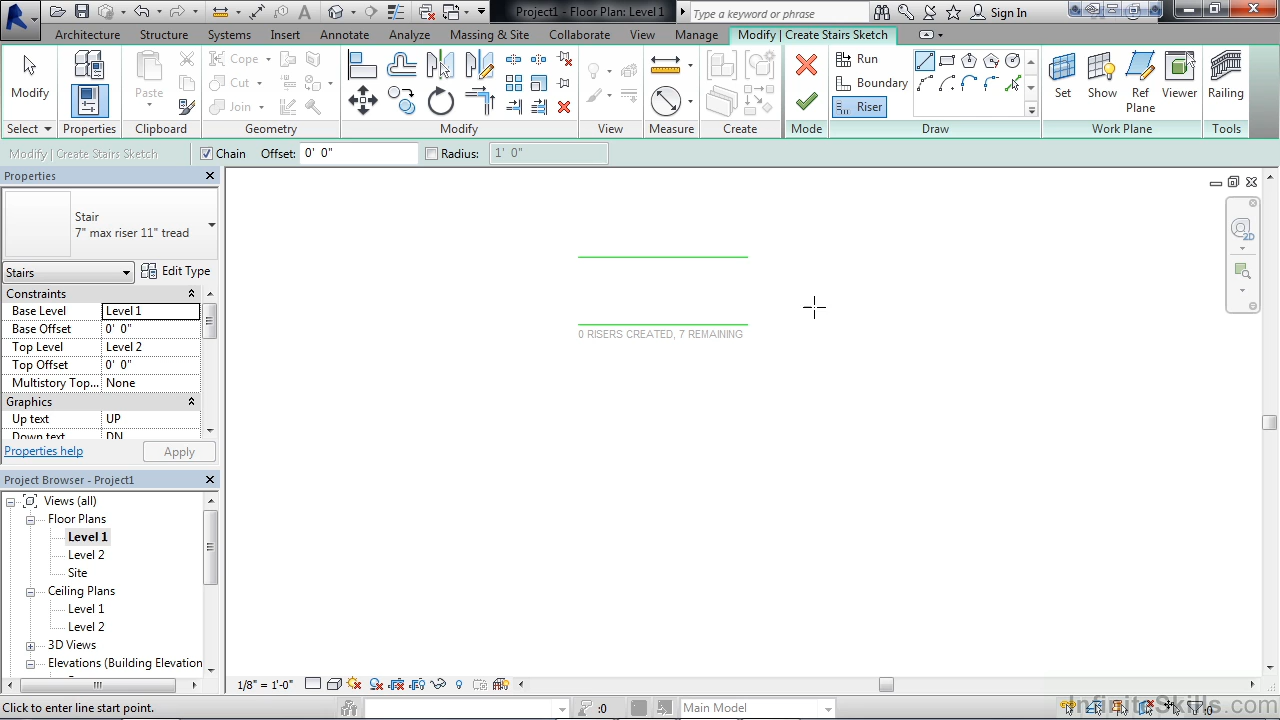 Project1 - Floor Plan: Level 1
Type a keyword or phrase
Sign In
Architecture Structure Systems Insert Annotate Analyze Massing & Site Collaborate View Manage Modify | Create Stairs Sketch
Modify
Paste
Cope
Cut
Join
Run
Boundary
Riser
Set
Show
Ref
Plane
Viewer
Railing
Select Properties Clipboard Geometry Modify View Measure Create Mode Draw Work Plane Tools
Modify | Create Stairs Sketch
Chain Offset: 0' 0" Radius: 1' 0"
Properties
Stair
7" max riser 11" tread
Stairs
Edit Type
Constraints
Base Level Level 1
Base Offset 0' 0"
Top Level Level 2
Top Offset 0' 0"
Multistory Top... None
Graphics
Up text UP
Down text DN
Properties help
Apply
0 RISERS CREATED, 7 REMAINING
2D
Project Browser - Project1
Views (all)
Floor Plans
Level 1
Level 2
Site
Ceiling Plans
Level 1
Level 2
3D Views
Elevations (Building Elevation
1/8" = 1'-0"
Click to enter line start point.
:0
Main Model
InfiniteSkills.com
:0